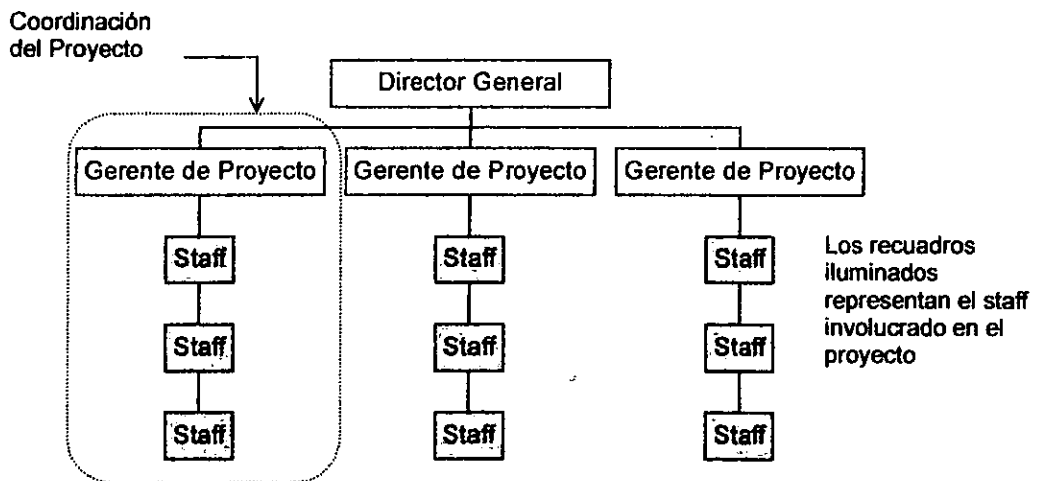 Coordinación
del Proyecto
Director General
Gerente de Proyecto
Gerente de Proyecto
Gerente de Proyecto
Staff
Staff
Staff
Los recuadros
iluminados
representan el staff
involucrado en el
proyecto
Staff
Staff
Staff
Staff
Staff
Staff